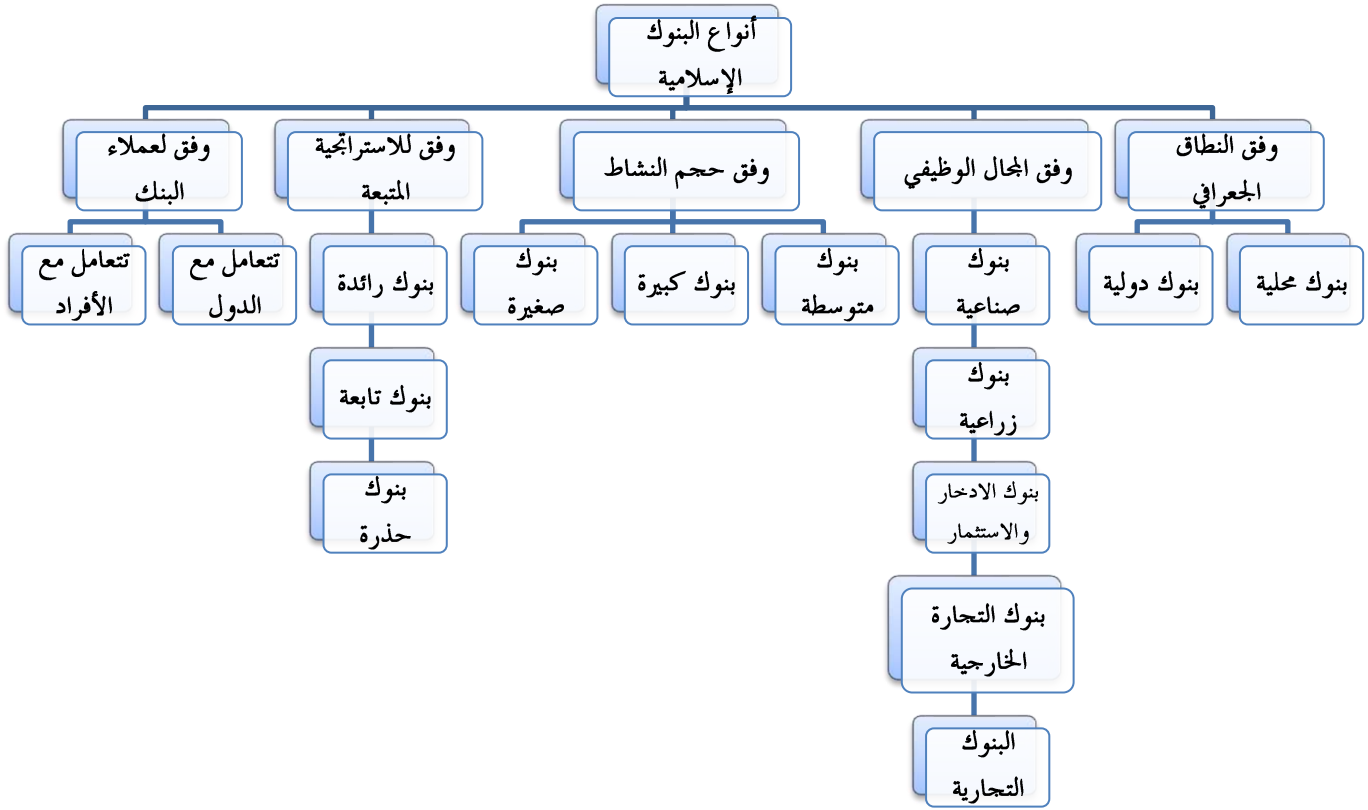 أنواع البنوك
الإسلامية
وفق النطاق
الجعرافي
وفق المجال الوظيفي
وفق حجم النشاط
وفق للاستراتجية
المتبعة
وفق لعملاء
البنك
بنوك محلية
بنوك دولية
بنوك
صناعية
بنوك
زراعية
بنوك الادخار
والاستثمار
بنوك التجارة
الخارجية
البنوك
التجارية
بنوك
متوسطة
بنوك كبيرة
بنوك
صغيرة
بنوك رائدة
بنوك تابعة
بنوك
حذرة
تتعامل مع
الدول
تتعامل مع
الأفراد